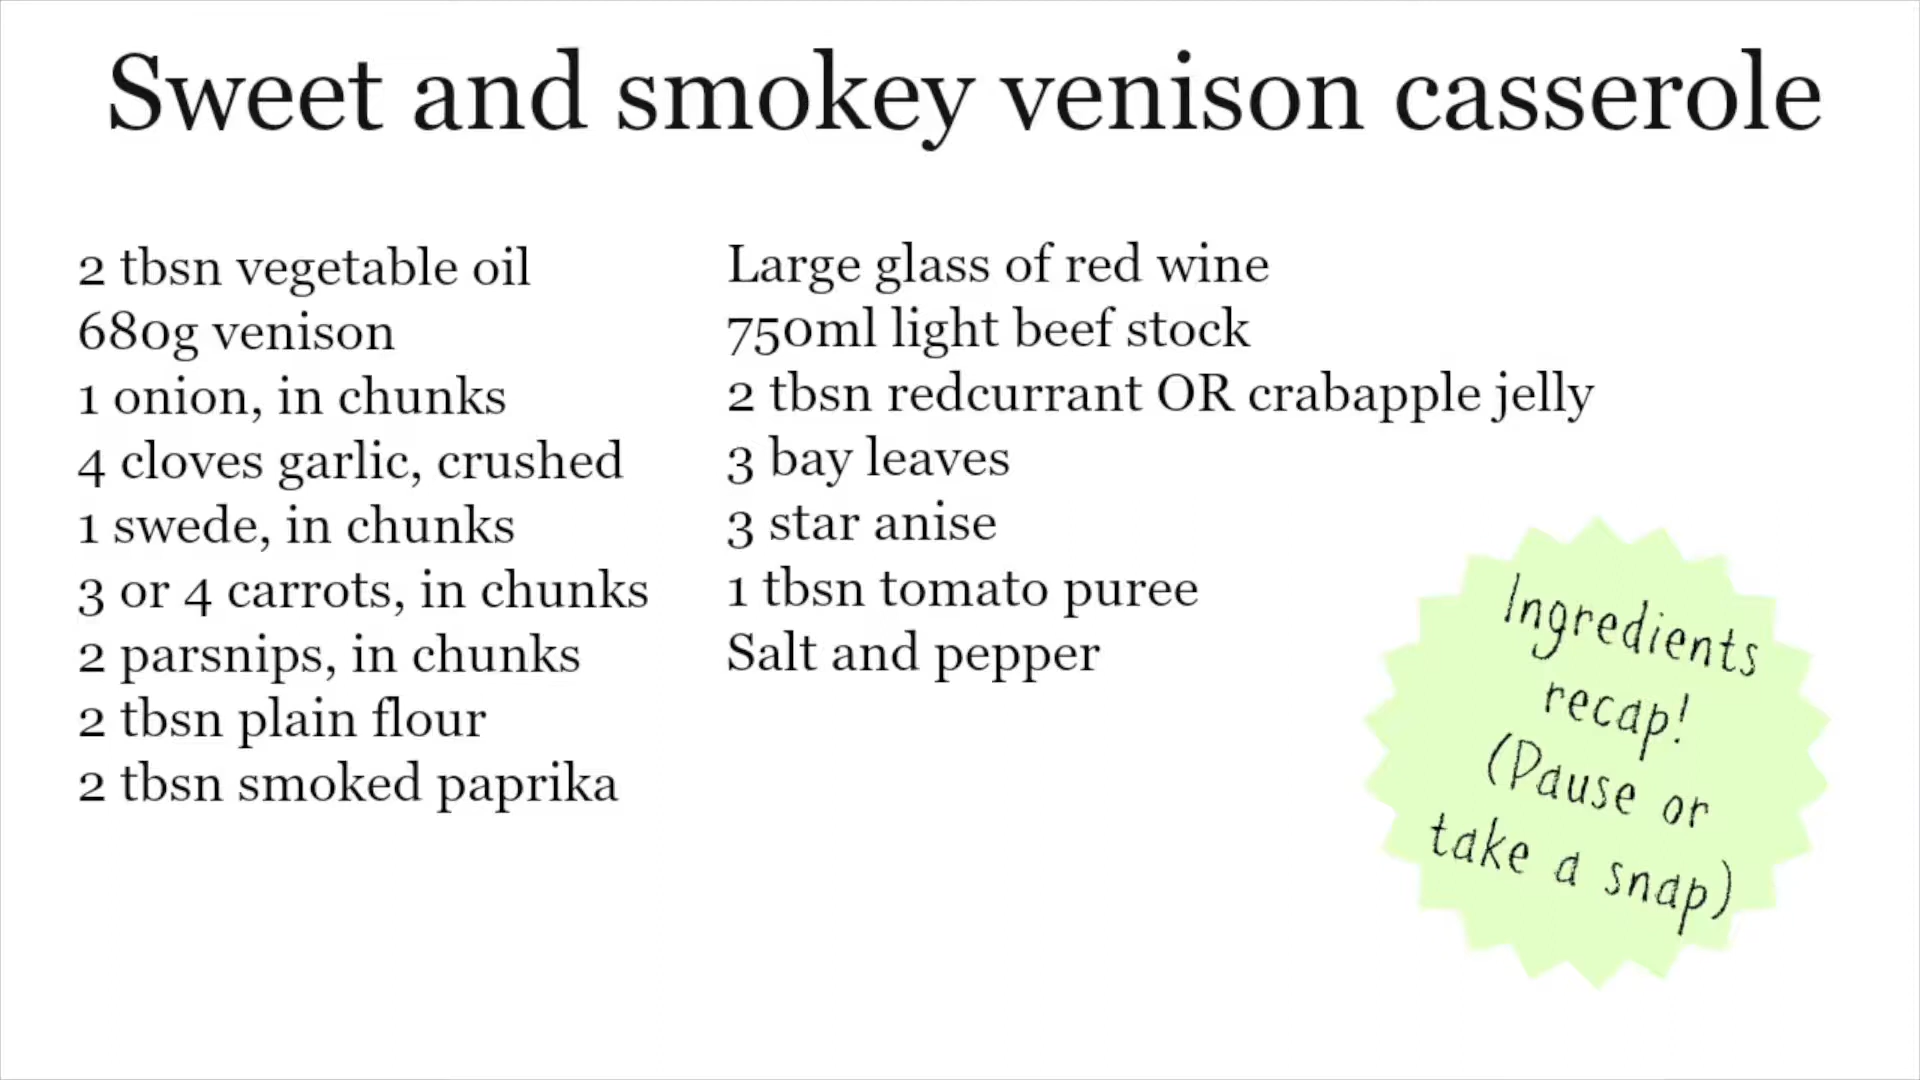 Sweet and smokey venison casserole
2 tbsn vegetable oil
680g venison
1 onion, in chunks
4 cloves garlic, crushed
1 swede, in chunks
3 or 4 carrots, in chunks
2 parsnips, in chunks
2 tbsn plain flour
2 tbsn smoked paprika
Large glass of red wine
750ml light beef stock
2 tbsn redcurrant OR crabapple jelly
3 bay leaves
3 star anise
1 tbsn tomato puree
Salt and pepper
Ingredients
recap!
(Pause or
take a snap)